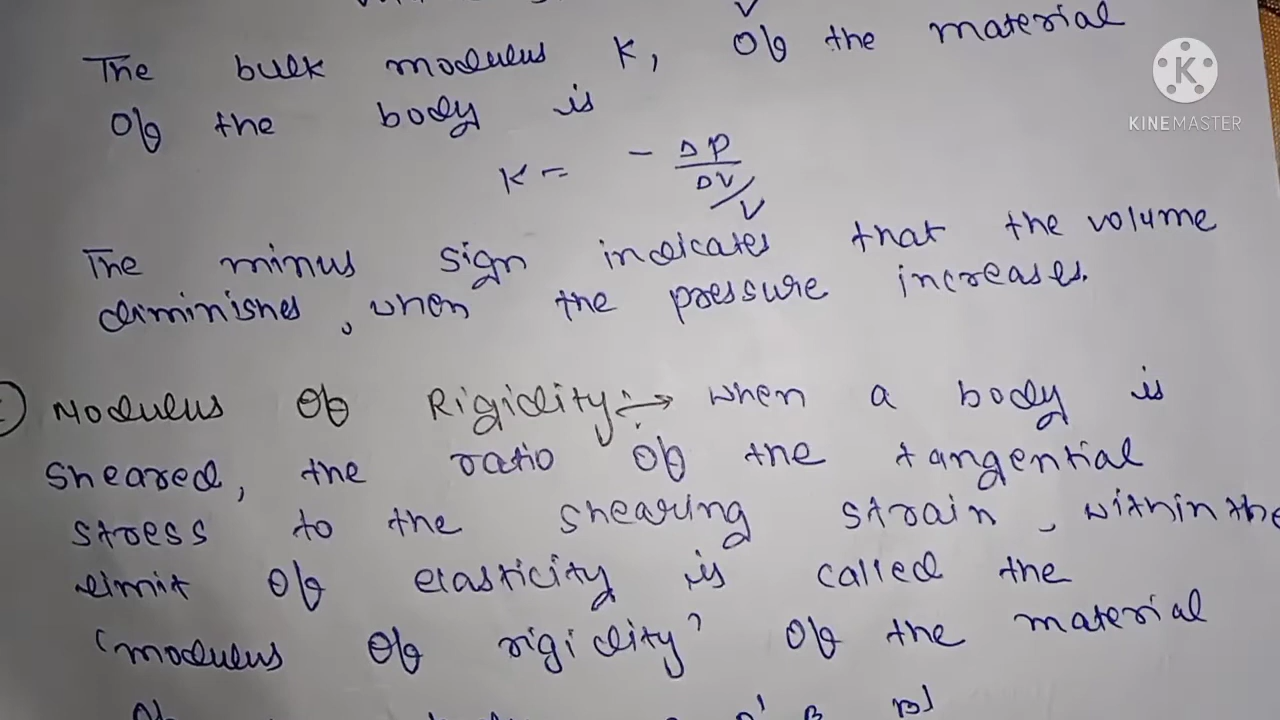 The bulk modulus K, of the material
of the body is
K = - ΔP / ΔV/V
The minus sign indicates that the volume
diminishes, when the pressure increases.
Modulus of Rigidity :→ when a body is
sheared, the ratio of the tangential
stress to the shearing strain, within the
limit of elasticity is called the
'modulus of rigidity' of the material
K
KINEMASTER